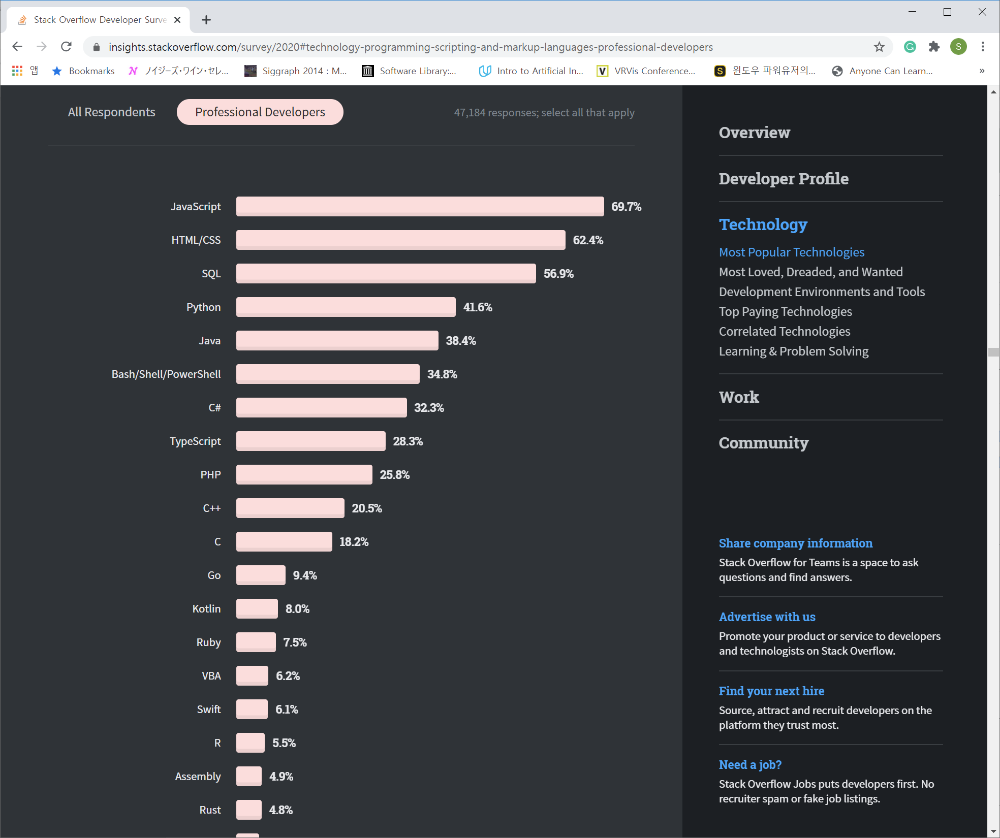 Stack Overflow Developer Surve
insights.stackoverflow.com/survey/2020#technology-programming-scripting-and-markup-languages-professional-developers
S
앱
Bookmarks
ノイジーズ・ワイン・セレ...
Siggraph 2014 : M...
Software Library:...
Intro to Artificial In...
V
VRVis Conference...
S
윈도우 파워유저의...
Anyone Can Learn...
»
All Respondents
Professional Developers
47,184 responses; select all that apply
JavaScript 69.7%
HTML/CSS 62.4%
SQL 56.9%
Python 41.6%
Java 38.4%
Bash/Shell/PowerShell 34.8%
C# 32.3%
TypeScript 28.3%
PHP 25.8%
C++ 20.5%
C 18.2%
Go 9.4%
Kotlin 8.0%
Ruby 7.5%
VBA 6.2%
Swift 6.1%
R 5.5%
Assembly 4.9%
Rust 4.8%
Overview
Developer Profile
Technology
Most Popular Technologies
Most Loved, Dreaded, and Wanted
Development Environments and Tools
Top Paying Technologies
Correlated Technologies
Learning & Problem Solving
Work
Community
Share company information
Stack Overflow for Teams is a space to ask
questions and find answers.
Advertise with us
Promote your product or service to developers
and technologists on Stack Overflow.
Find your next hire
Source, attract and recruit developers on the
platform they trust most.
Need a job?
Stack Overflow Jobs puts developers first. No
recruiter spam or fake job listings.